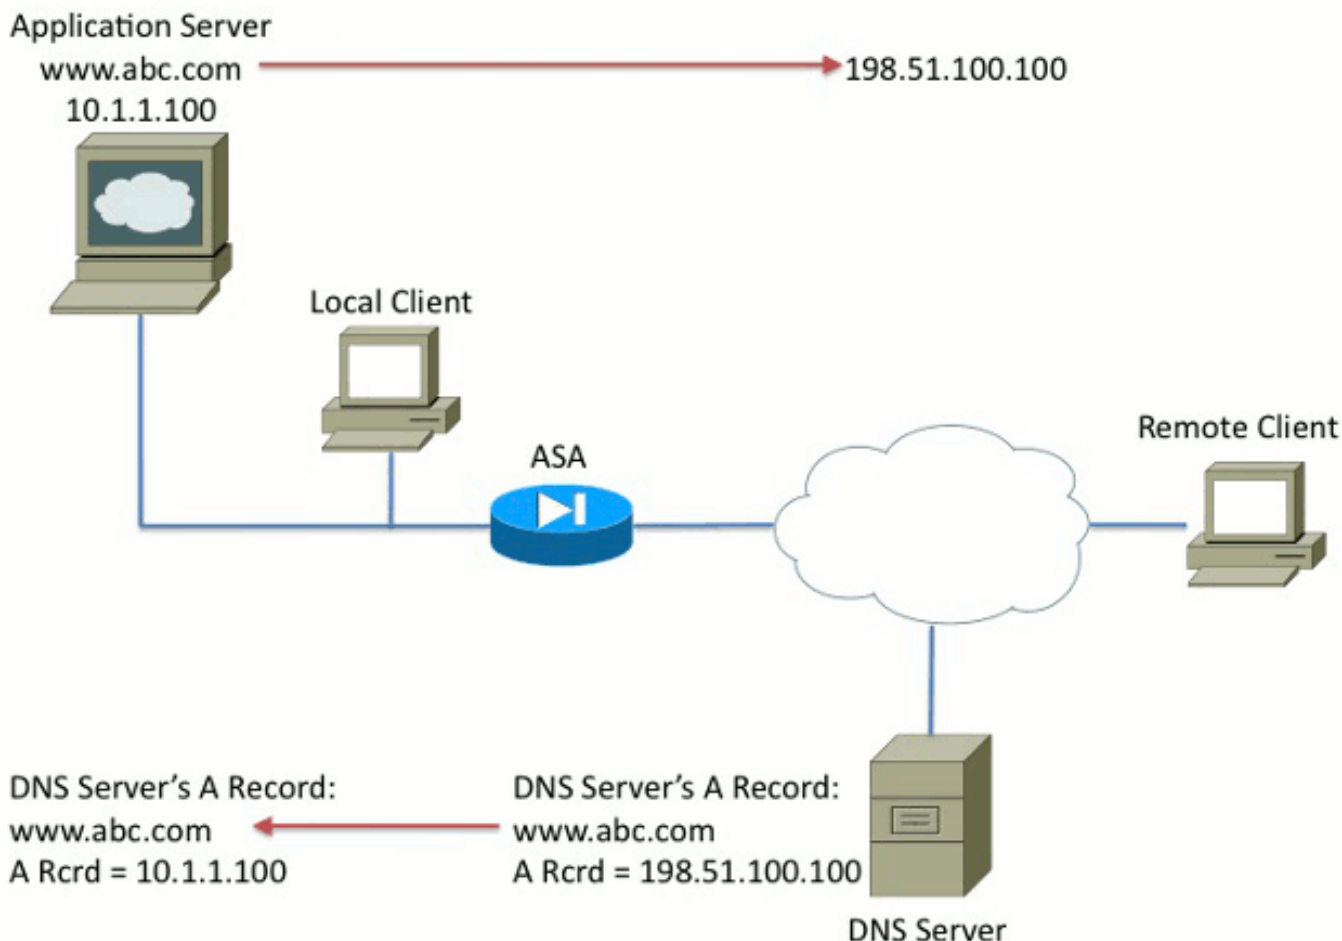 Application Server
www.abc.com
10.1.1.100
198.51.100.100
Local Client
ASA
Remote Client
DNS Server's A Record:
www.abc.com
A Rcrd = 10.1.1.100
DNS Server's A Record:
www.abc.com
A Rcrd = 198.51.100.100
DNS Server